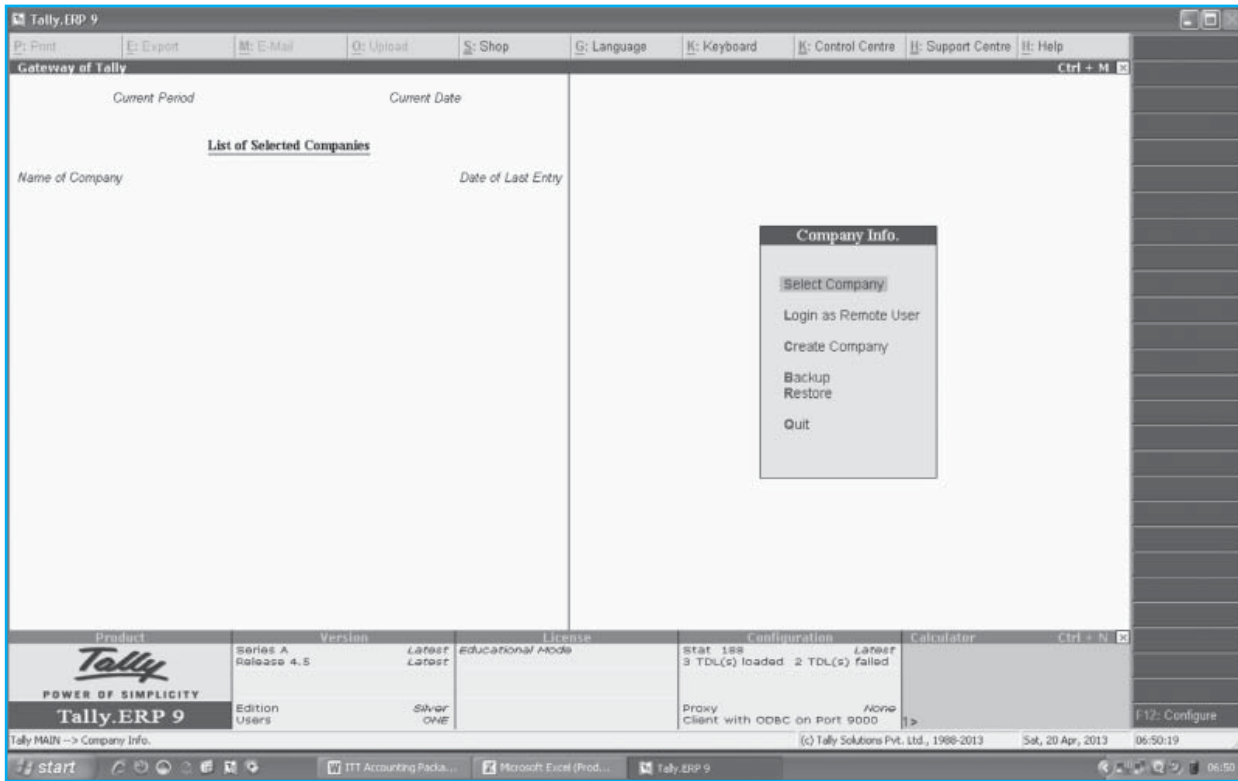 Tally.ERP 9
P: Print E: Export M: E-Mail O: Upload S: Shop G: Language K: Keyboard K: Control Centre H: Support Centre H: Help
Gateway of Tally Ctrl + M
Current Period Current Date
List of Selected Companies
Name of Company Date of Last Entry
Company Info.
Select Company
Login as Remote User
Create Company
Backup
Restore
Quit
Product Version License Configuration Calculator Ctrl + N
Tally
POWER OF SIMPLICITY
Tally.ERP 9
Series A Latest
Release 4.5 Latest
Edition Silver
Users ONE
Educational Mode
Stat 188 Latest
3 TDL(s) loaded 2 TDL(s) failed
Proxy None
Client with ODBC on Port 9000
1>
F12: Configure
Tally MAIN --> Company Info. (c) Tally Solutions Pvt. Ltd., 1988-2013 Sat, 20 Apr, 2013 06:50:19
start ITT Accounting Packa... Microsoft Excel (Prod... Tally.ERP 9 06:50